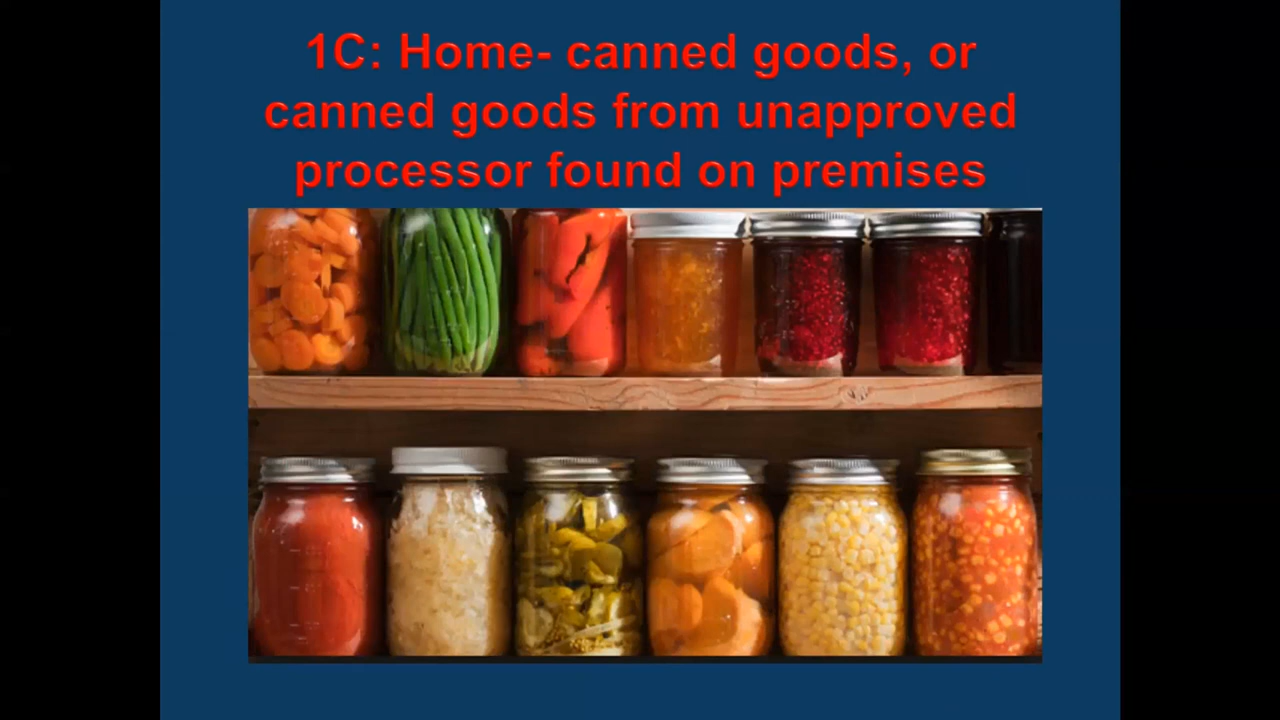 1C: Home- canned goods, or
canned goods from unapproved
processor found on premises